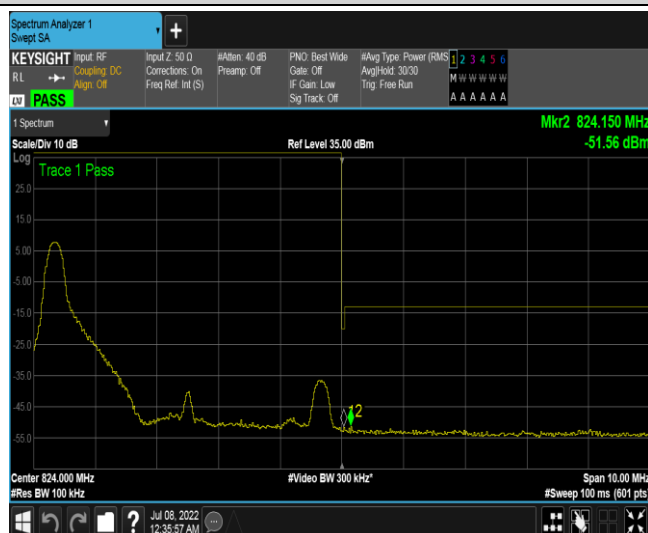 Spectrum Analyzer 1
Swept SA
KEYSIGHT
RL
LXI PASS
Input: RF
Coupling: DC
Align: Off
Input Z: 50 Ω
Corrections: On
Freq Ref: Int (S)
#Atten: 40 dB
Preamp: Off
PNO: Best Wide
Gate: Off
IF Gain: Low
Sig Track: Off
#Avg Type: Power (RMS
Avg|Hold: 30/30
Trig: Free Run
1 2 3 4 5 6
M W W W W W
A A A A A A
1 Spectrum
Mkr2 824.150 MHz
Scale/Div 10 dB
Ref Level 35.00 dBm
-51.56 dBm
Log
Trace 1 Pass
25.0
15.0
5.00
-5.00
-15.0
-25.0
-35.0
-45.0
12
-55.0
Center 824.000 MHz
#Video BW 300 kHz*
Span 10.00 MHz
#Res BW 100 kHz
#Sweep 100 ms (601 pts)
?
Jul 08, 2022
12:35:57 AM